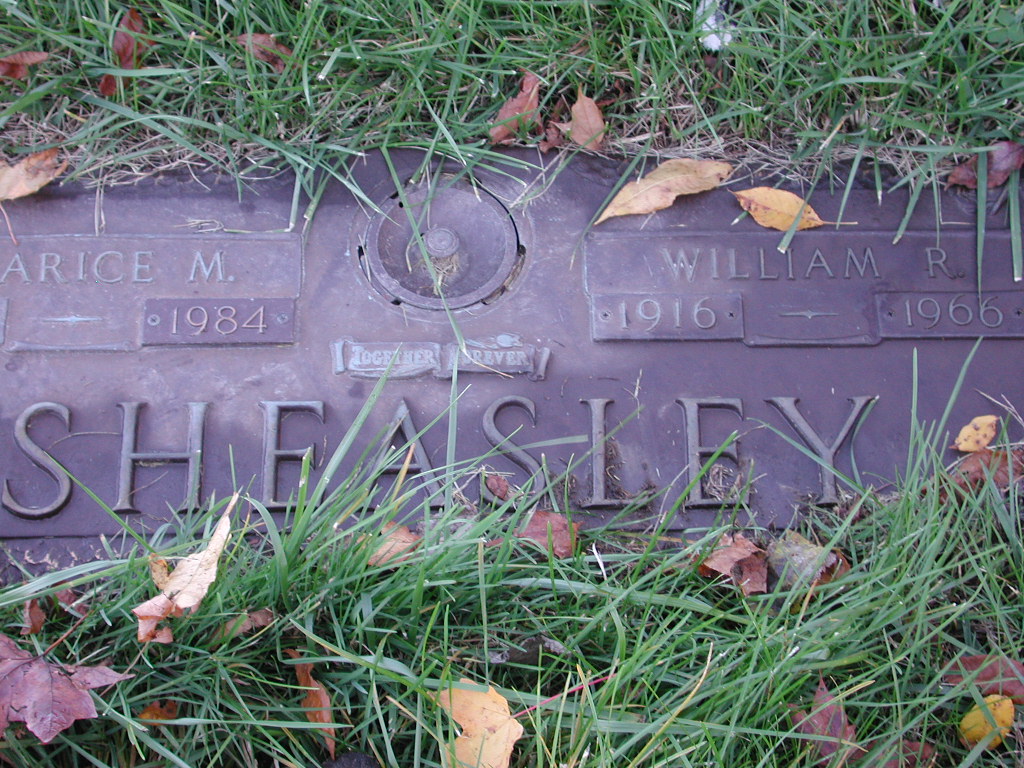 ARICE M.
1984
TOGETHER FOREVER
WILLIAM R.
1916 1966
SHEASLEY